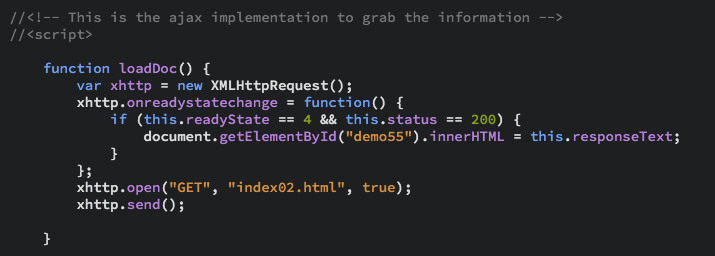 //<!-- This is the ajax implementation to grab the information -->
//<script>
function loadDoc() {
var xhttp = new XMLHttpRequest();
xhttp.onreadystatechange = function() {
if (this.readyState == 4 && this.status == 200) {
document.getElementById("demo55").innerHTML = this.responseText;
}
};
xhttp.open("GET", "index02.html", true);
xhttp.send();
}